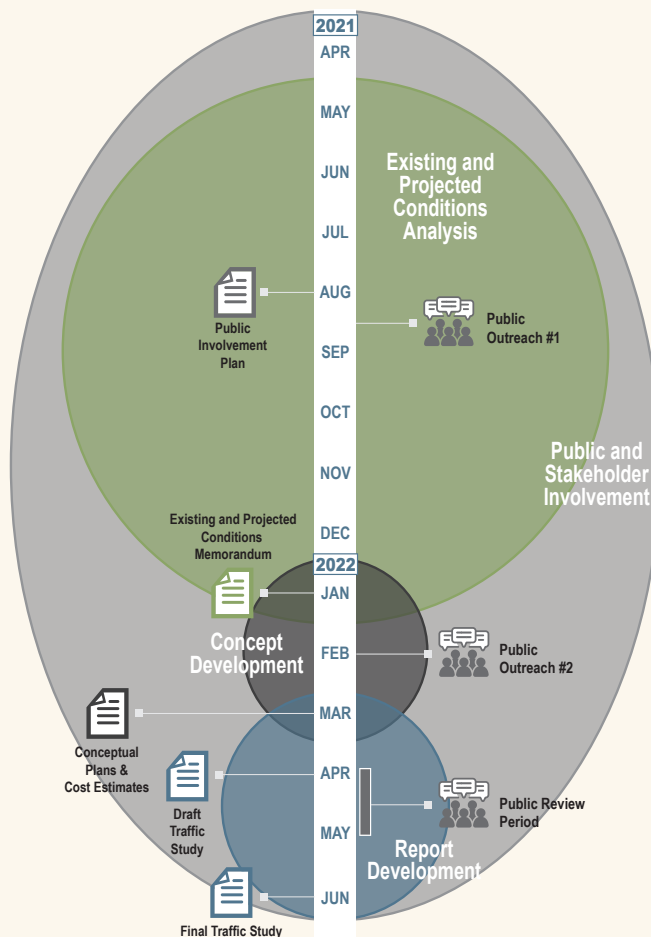 2021
APR
MAY
Existing and
Projected
Conditions
Analysis
JUN
JUL
AUG
Public
Involvement
Plan
Public
Outreach #1
SEP
OCT
Public and
Stakeholder
Involvement
NOV
DEC
Existing and Projected
Conditions
Memorandum
2022
JAN
Concept
Development
FEB
Public
Outreach #2
MAR
Conceptual
Plans &
Cost Estimates
APR
Draft
Traffic
Study
Public Review
Period
MAY
Report
Development
JUN
Final Traffic Study